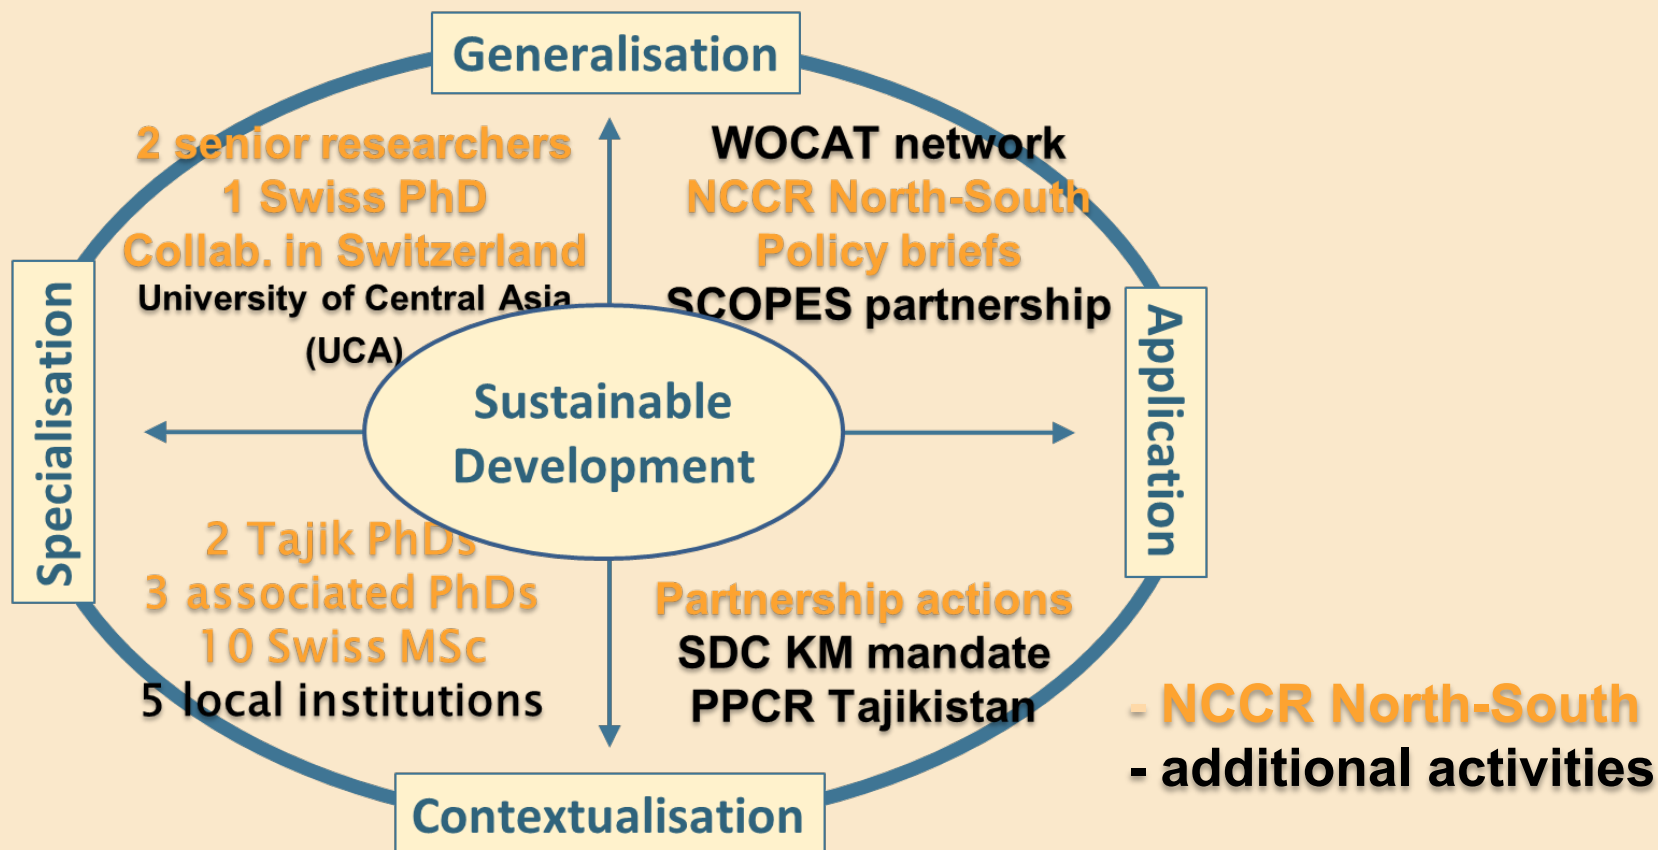 Generalisation
2 senior researchers
1 Swiss PhD
Collab. in Switzerland
University of Central Asia
(UCA)
WOCAT network
NCCR North-South
Policy briefs
SCOPES partnership
Specialisation
Sustainable
Development
Application
2 Tajik PhDs
3 associated PhDs
10 Swiss MSc
5 local institutions
Partnership actions
SDC KM mandate
PPCR Tajikistan
Contextualisation
- NCCR North-South
- additional activities